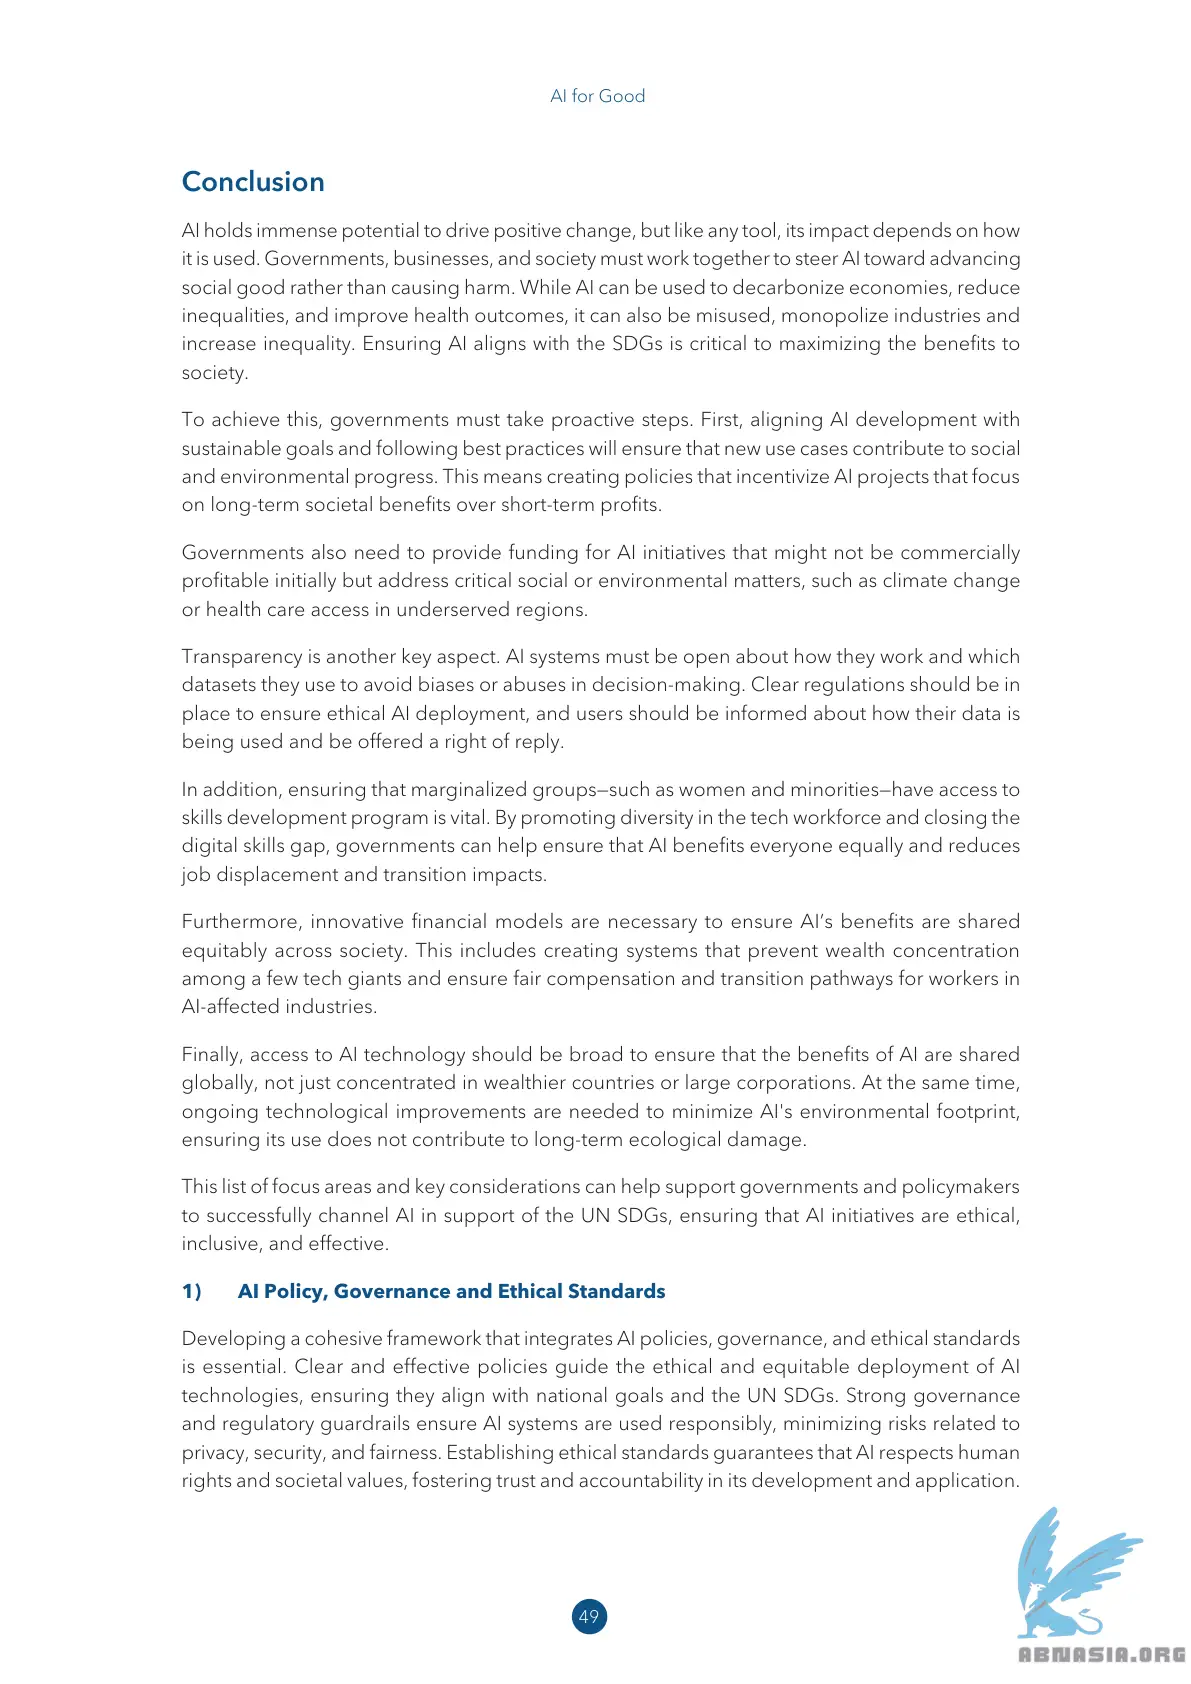 AI for Good
Conclusion
AI holds immense potential to drive positive change, but like any tool, its impact depends on how
it is used. Governments, businesses, and society must work together to steer AI toward advancing
social good rather than causing harm. While AI can be used to decarbonize economies, reduce
inequalities, and improve health outcomes, it can also be misused, monopolize industries and
increase inequality. Ensuring AI aligns with the SDGs is critical to maximizing the benefits to
society.
To achieve this, governments must take proactive steps. First, aligning AI development with
sustainable goals and following best practices will ensure that new use cases contribute to social
and environmental progress. This means creating policies that incentivize AI projects that focus
on long-term societal benefits over short-term profits.
Governments also need to provide funding for AI initiatives that might not be commercially
profitable initially but address critical social or environmental matters, such as climate change
or health care access in underserved regions.
Transparency is another key aspect. AI systems must be open about how they work and which
datasets they use to avoid biases or abuses in decision-making. Clear regulations should be in
place to ensure ethical AI deployment, and users should be informed about how their data is
being used and be offered a right of reply.
In addition, ensuring that marginalized groups—such as women and minorities—have access to
skills development program is vital. By promoting diversity in the tech workforce and closing the
digital skills gap, governments can help ensure that AI benefits everyone equally and reduces
job displacement and transition impacts.
Furthermore, innovative financial models are necessary to ensure AI’s benefits are shared
equitably across society. This includes creating systems that prevent wealth concentration
among a few tech giants and ensure fair compensation and transition pathways for workers in
AI-affected industries.
Finally, access to AI technology should be broad to ensure that the benefits of AI are shared
globally, not just concentrated in wealthier countries or large corporations. At the same time,
ongoing technological improvements are needed to minimize AI's environmental footprint,
ensuring its use does not contribute to long-term ecological damage.
This list of focus areas and key considerations can help support governments and policymakers
to successfully channel AI in support of the UN SDGs, ensuring that AI initiatives are ethical,
inclusive, and effective.
1) AI Policy, Governance and Ethical Standards
Developing a cohesive framework that integrates AI policies, governance, and ethical standards
is essential. Clear and effective policies guide the ethical and equitable deployment of AI
technologies, ensuring they align with national goals and the UN SDGs. Strong governance
and regulatory guardrails ensure AI systems are used responsibly, minimizing risks related to
privacy, security, and fairness. Establishing ethical standards guarantees that AI respects human
rights and societal values, fostering trust and accountability in its development and application.
49
ABNASIA.ORG